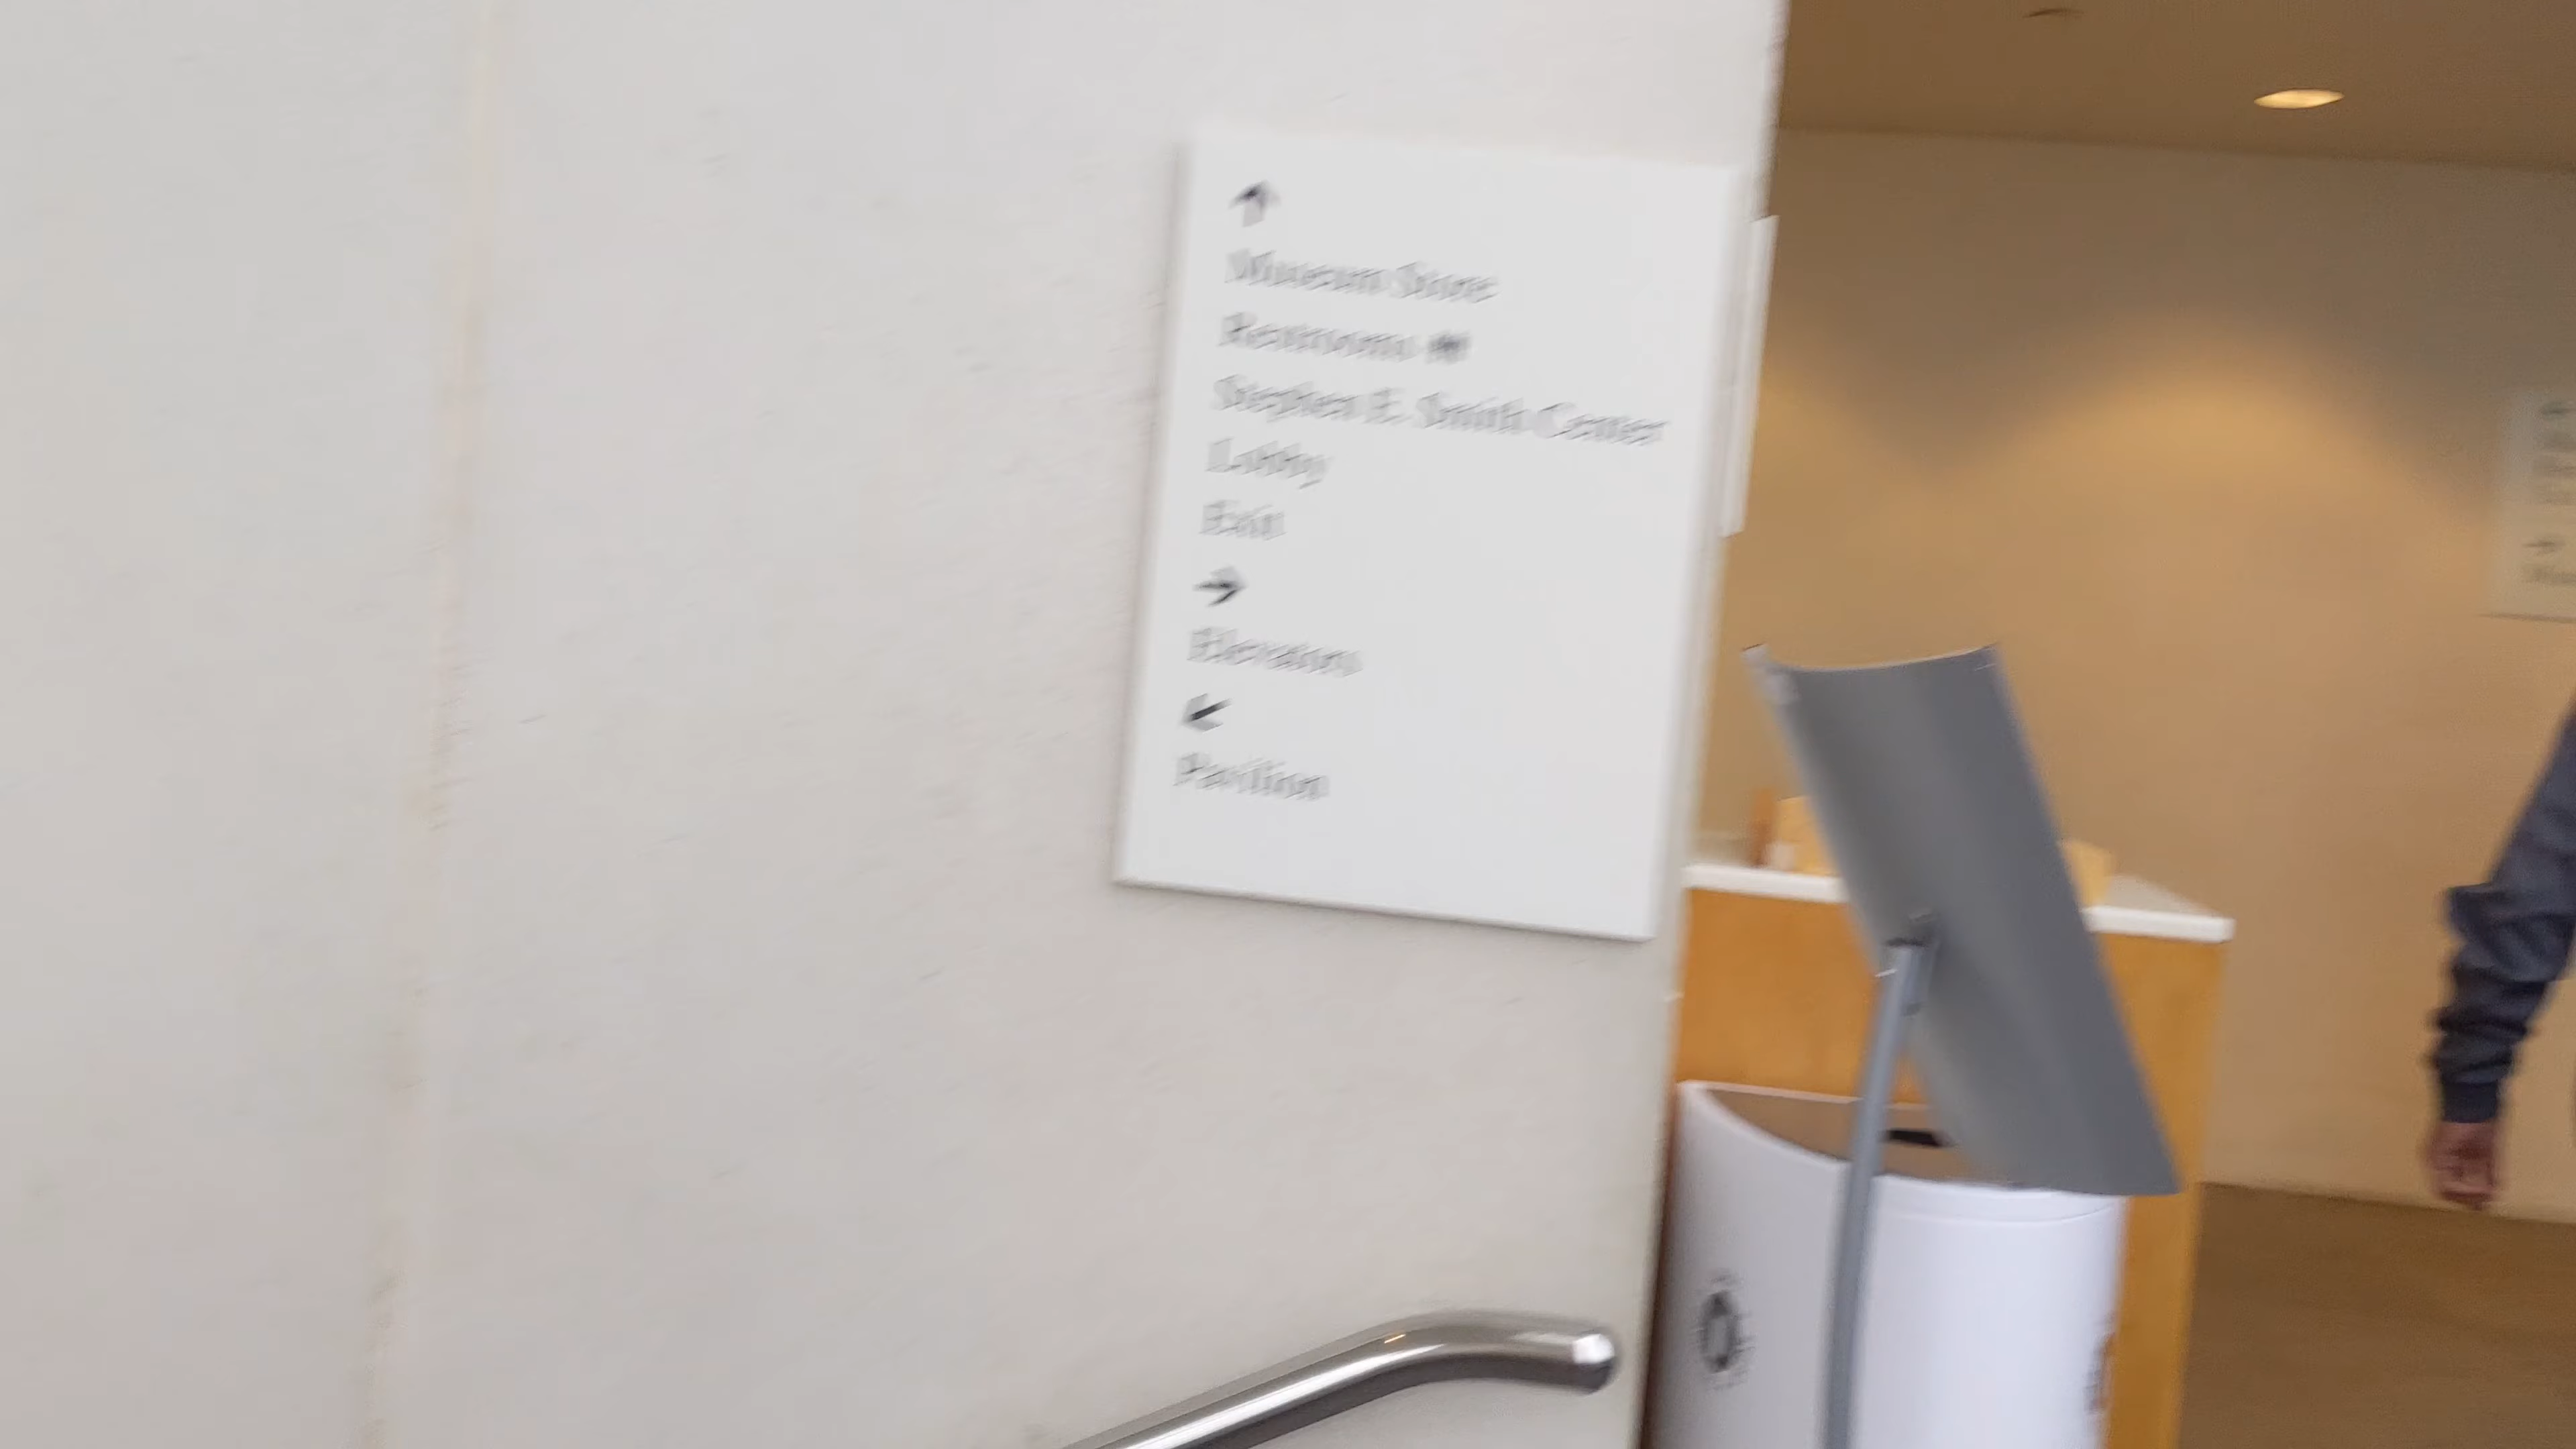 Museum Store
Restrooms
Stephen E. Smith Center
Lobby
Exit
Elevators
Pavilion